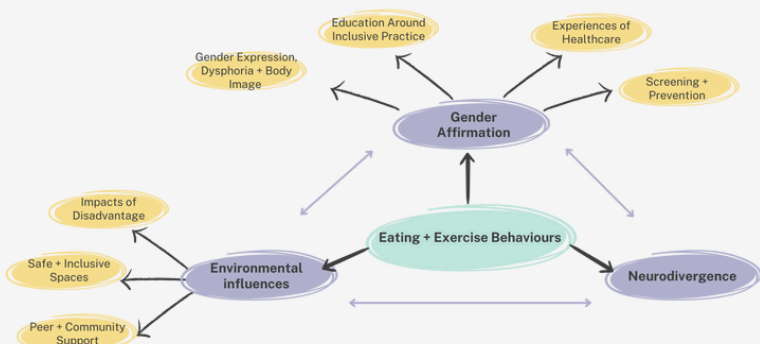 Education Around
Inclusive Practice
Experiences of
Healthcare
Gender Expression,
Dysphoria + Body
Image
Screening +
Prevention
Gender
Affirmation
Impacts of
Disadvantage
Eating + Exercise Behaviours
Safe + Inclusive
Spaces
Environmental
influences
Neurodivergence
Peer + Community
Support